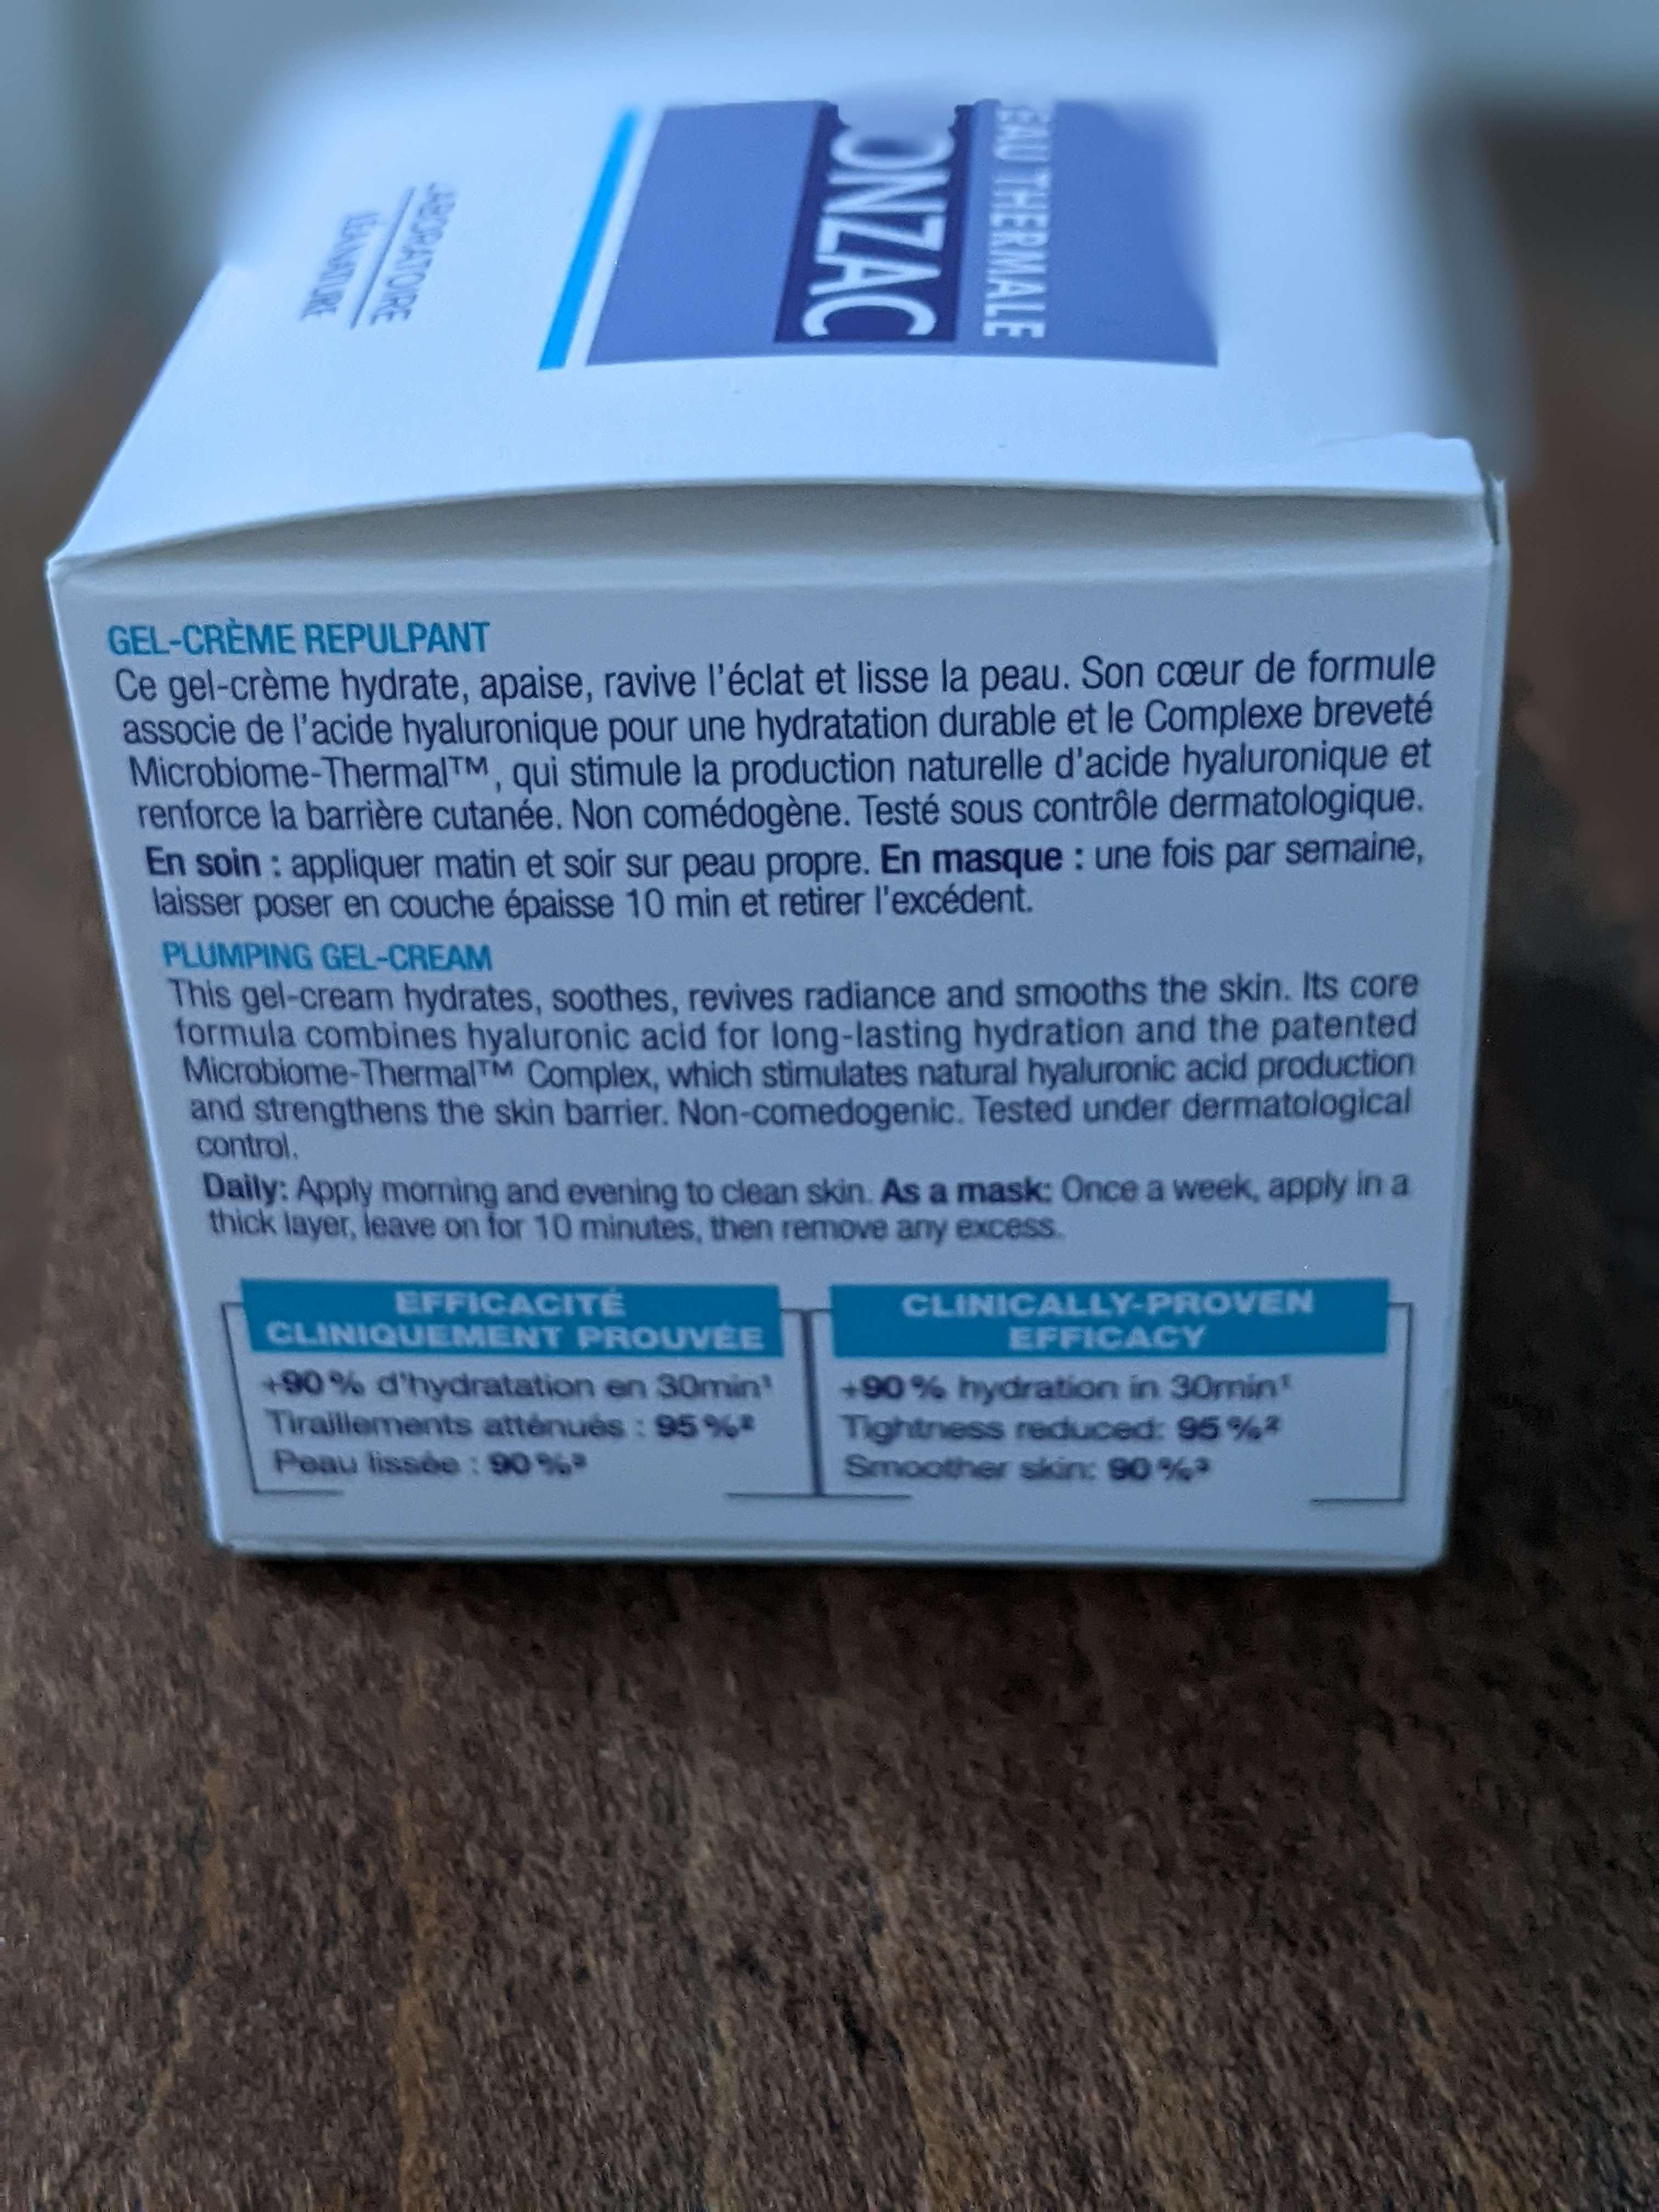 EAU THERMALE
ONZAC
LABORATOIRE
LÉA NATURE
GEL-CRÈME REPULPANT
Ce gel-crème hydrate, apaise, ravive l'éclat et lisse la peau. Son cœur de formule
associe de l'acide hyaluronique pour une hydratation durable et le Complexe breveté
Microbiome-Thermal™, qui stimule la production naturelle d'acide hyaluronique et
renforce la barrière cutanée. Non comédogène. Testé sous contrôle dermatologique.
En soin : appliquer matin et soir sur peau propre. En masque : une fois par semaine,
laisser poser en couche épaisse 10 min et retirer l'excédent.
PLUMPING GEL-CREAM
This gel-cream hydrates, soothes, revives radiance and smooths the skin. Its core
formula combines hyaluronic acid for long-lasting hydration and the patented
Microbiome-Thermal™ Complex, which stimulates natural hyaluronic acid production
and strengthens the skin barrier. Non-comedogenic. Tested under dermatological
control.
Daily: Apply morning and evening to clean skin. As a mask: Once a week, apply in a
thick layer, leave on for 10 minutes, then remove any excess.
EFFICACITÉ
CLINIQUEMENT PROUVÉE
+90 % d'hydratation en 30min¹
Tiraillements atténués : 95 %²
Peau lissée : 90 %³
CLINICALLY-PROVEN
EFFICACY
+90 % hydration in 30min¹
Tightness reduced: 95 %²
Smoother skin: 90 %³